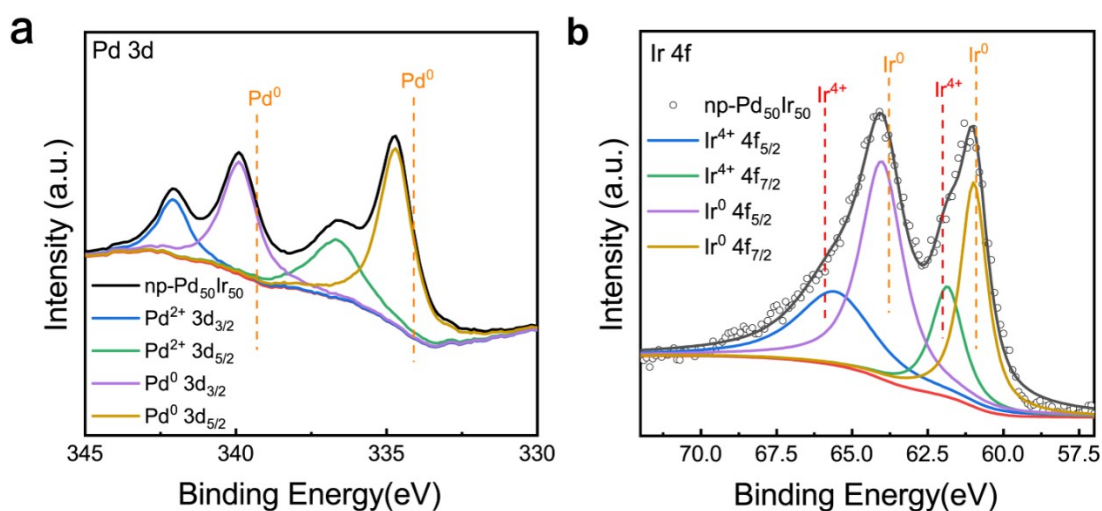 a
Pd 3d
Pd⁰
Pd⁰
np-Pd₅₀Ir₅₀
Pd²⁺ 3d₃/₂
Pd²⁺ 3d₅/₂
Pd⁰ 3d₃/₂
Pd⁰ 3d₅/₂
Intensity (a.u.)
345
340
335
330
Binding Energy(eV)
b
Ir 4f
Ir⁴⁺
Ir⁰
Ir⁴⁺
Ir⁰
np-Pd₅₀Ir₅₀
Ir⁴⁺ 4f₅/₂
Ir⁴⁺ 4f₇/₂
Ir⁰ 4f₅/₂
Ir⁰ 4f₇/₂
Intensity (a.u.)
70.0
67.5
65.0
62.5
60.0
57.5
Binding Energy(eV)